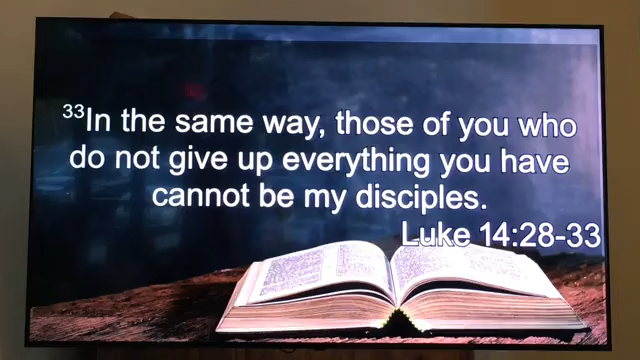 ³³In the same way, those of you who
do not give up everything you have
cannot be my disciples.
Luke 14:28-33